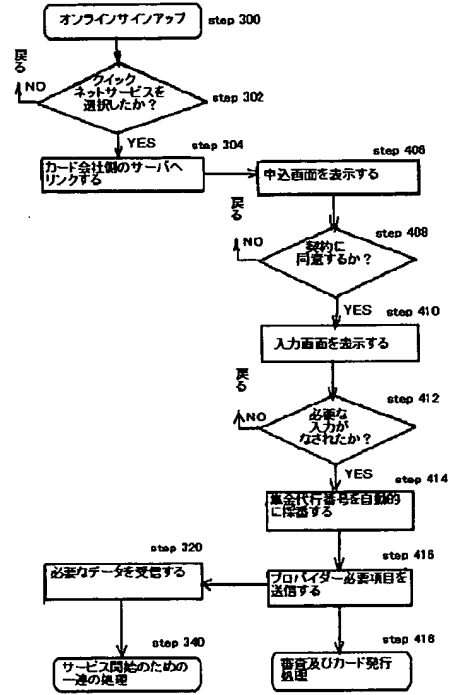 オンラインサインアップ
step 300
戻る
NO
クイック
ネットサービスを
選択したか？
step 302
YES
step 304
カード会社側のサーバへ
リンクする
step 406
申込画面を表示する
戻る
step 408
NO
契約に
同意するか？
YES
step 410
入力画面を表示する
戻る
step 412
NO
必要な
入力が
なされたか？
YES
step 414
集金代行番号を自動的
に採番する
step 320
step 416
必要なデータを受信する
プロバイダー必要項目を
送信する
step 340
step 418
サービス開始のための
一連の処理
審査及びカード発行
処理